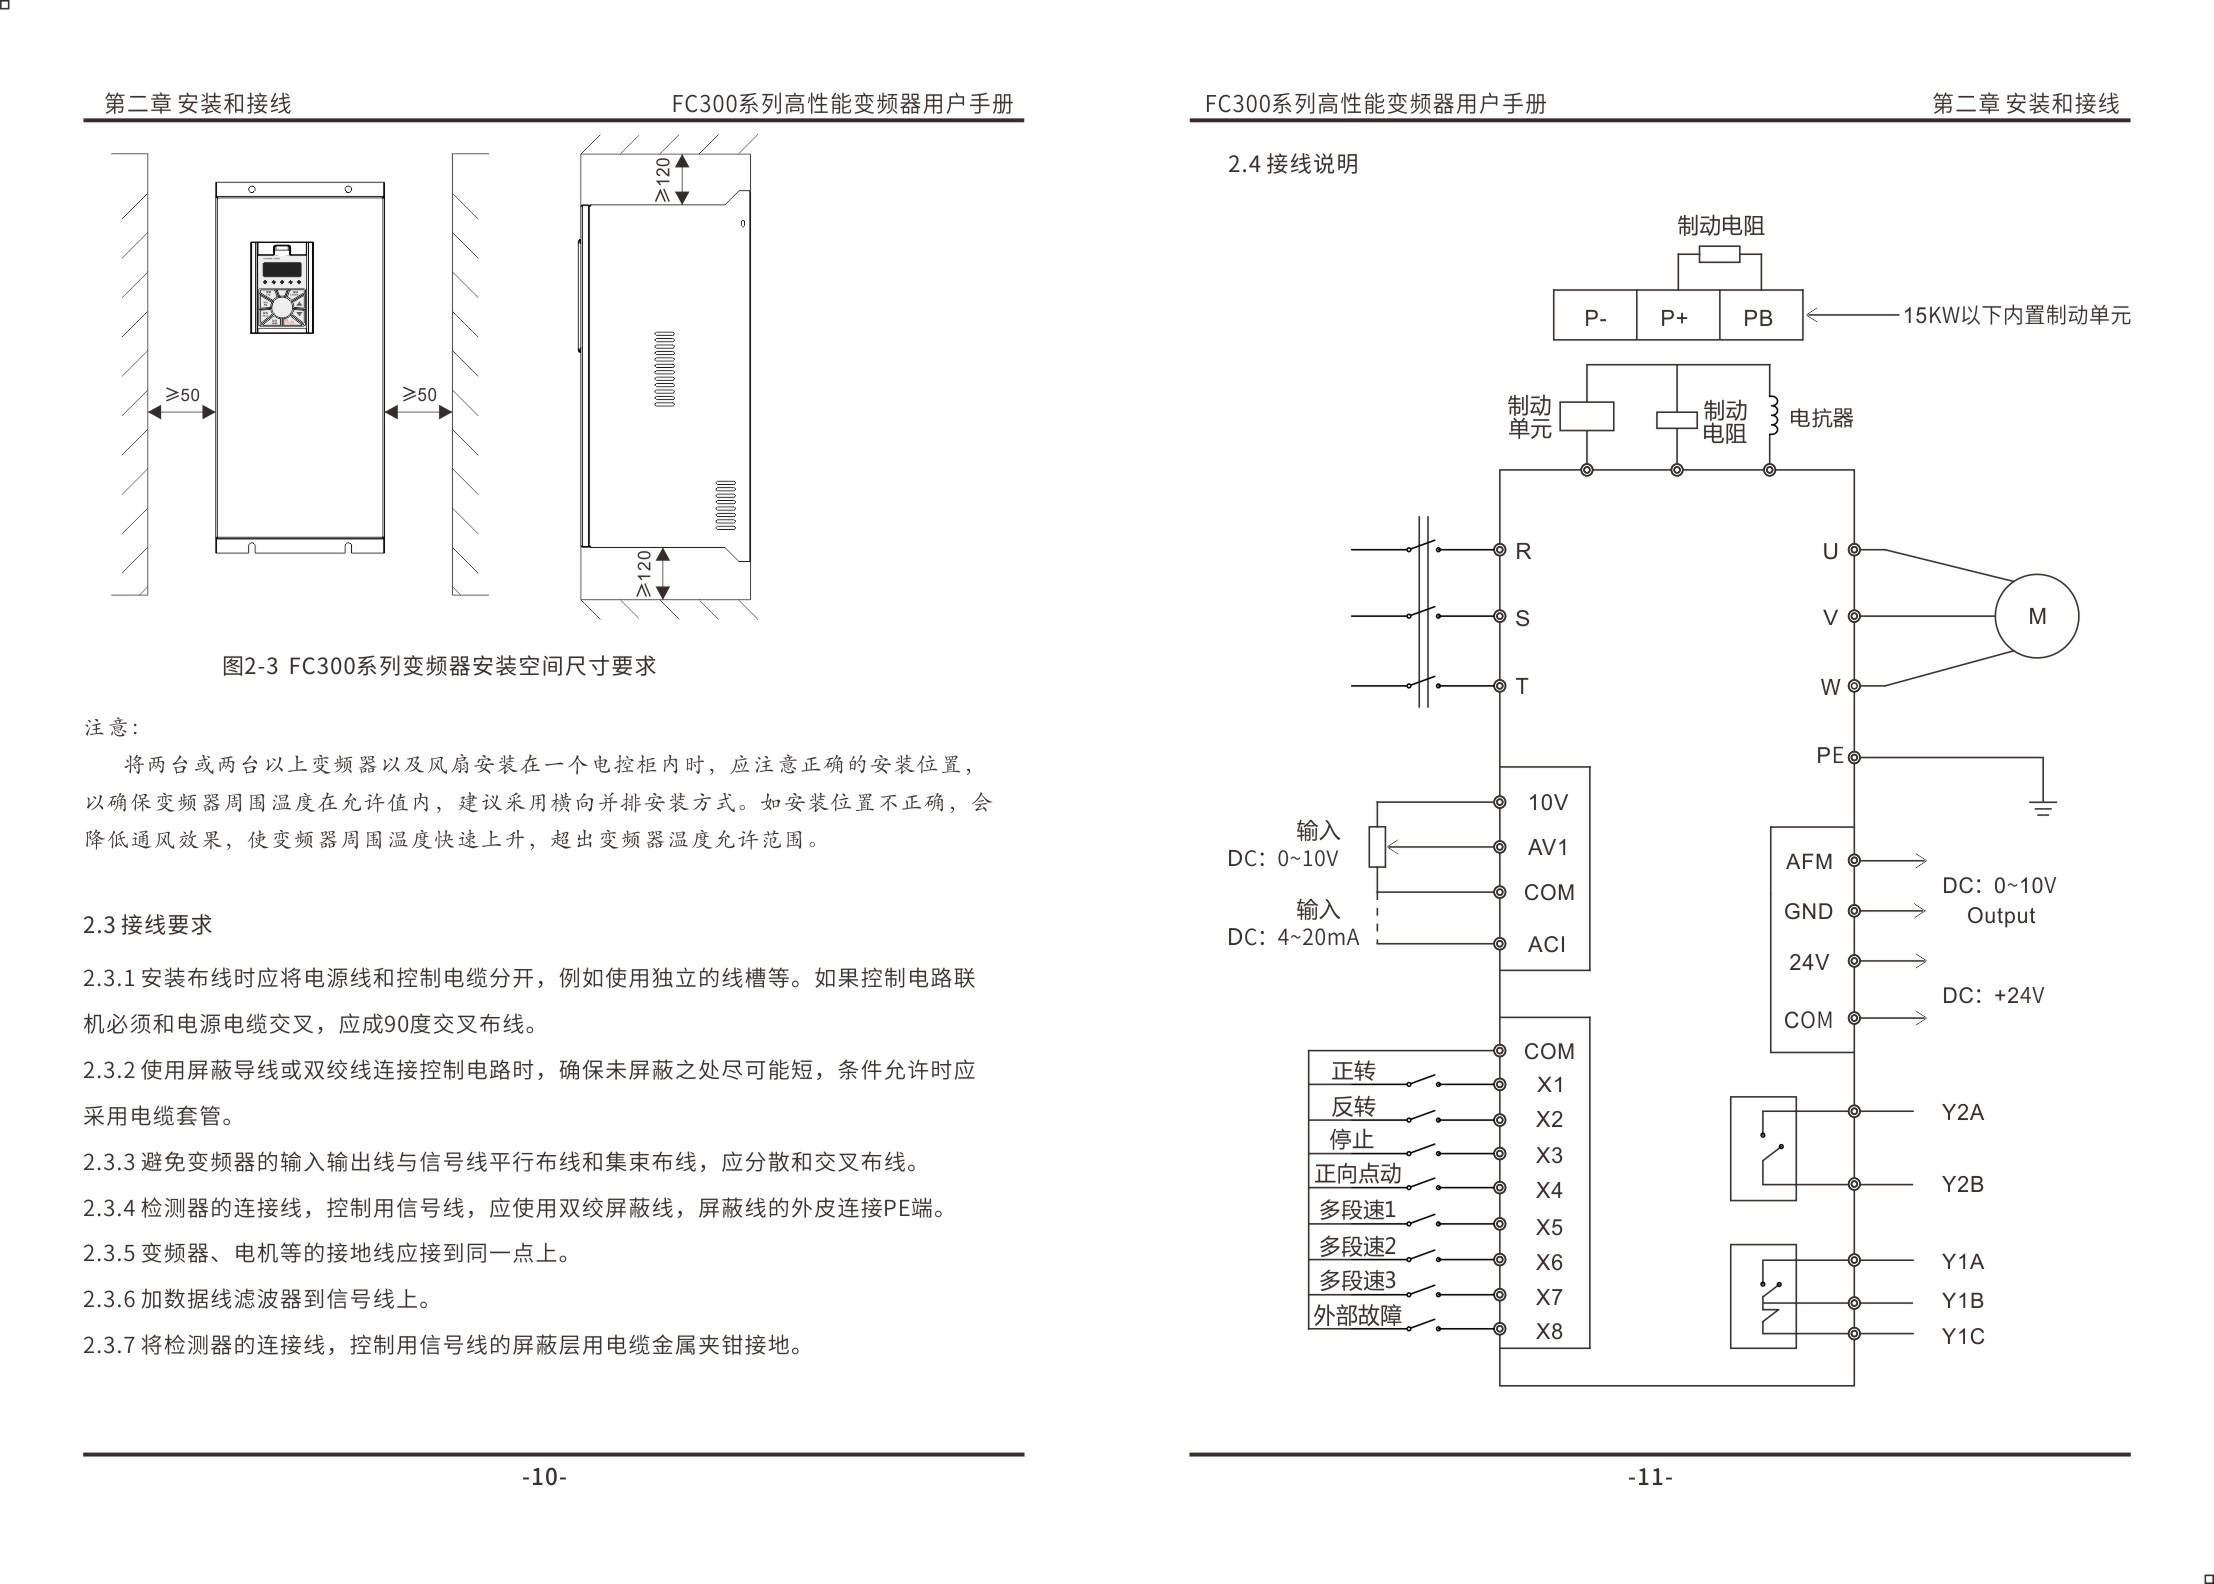 第二章 安装和接线
FC300系列高性能变频器用户手册
≥50
≥50
≥120
≥120
图2-3 FC300系列变频器安装空间尺寸要求
注意：
将两台或两台以上变频器以及风扇安装在一个电控柜内时，应注意正确的安装位置，
以确保变频器周围温度在允许值内，建议采用横向并排安装方式。如安装位置不正确，会
降低通风效果，使变频器周围温度快速上升，超出变频器温度允许范围。
2.3 接线要求
2.3.1 安装布线时应将电源线和控制电缆分开，例如使用独立的线槽等。如果控制电路联
机必须和电源电缆交叉，应成90度交叉布线。
2.3.2 使用屏蔽导线或双绞线连接控制电路时，确保未屏蔽之处尽可能短，条件允许时应
采用电缆套管。
2.3.3 避免变频器的输入输出线与信号线平行布线和集束布线，应分散和交叉布线。
2.3.4 检测器的连接线，控制用信号线，应使用双绞屏蔽线，屏蔽线的外皮连接PE端。
2.3.5 变频器、电机等的接地线应接到同一点上。
2.3.6 加数据线滤波器到信号线上。
2.3.7 将检测器的连接线，控制用信号线的屏蔽层用电缆金属夹钳接地。
-10-
FC300系列高性能变频器用户手册
第二章 安装和接线
2.4 接线说明
制动电阻
P-
P+
PB
15KW以下内置制动单元
制动
单元
制动
电阻
电抗器
R
S
T
U
V
W
M
PE
10V
AV1
COM
ACI
输入
DC：0~10V
输入
DC：4~20mA
AFM
GND
24V
COM
DC：0~10V
Output
DC：+24V
COM
正转
X1
反转
X2
停止
X3
正向点动
X4
多段速1
X5
多段速2
X6
多段速3
X7
外部故障
X8
Y2A
Y2B
Y1A
Y1B
Y1C
-11-